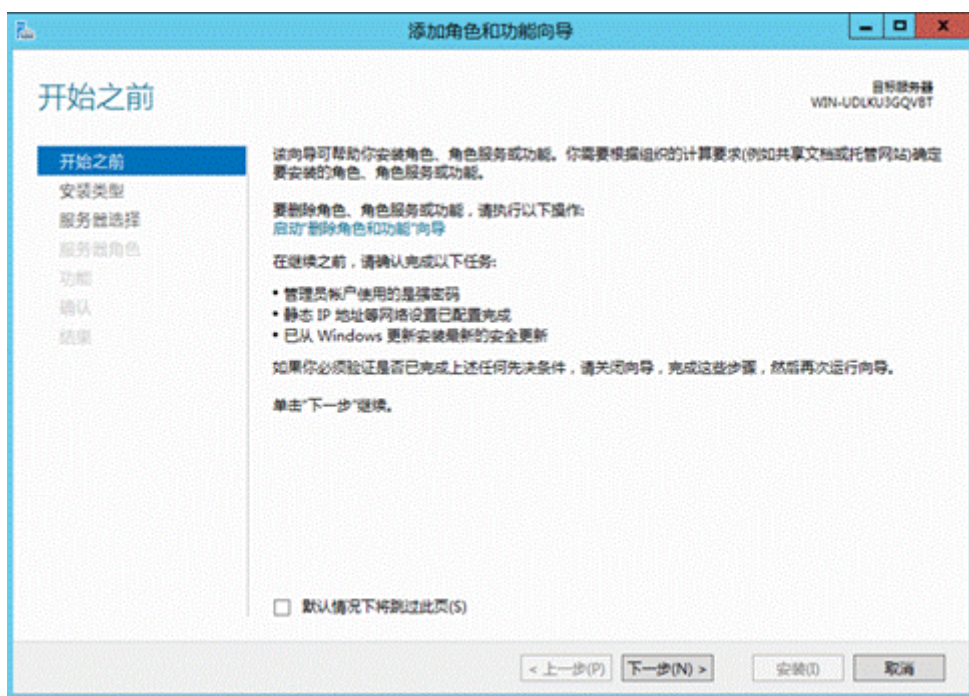 添加角色和功能向导
开始之前
目标服务器
WIN-UDLKU3GQVBT
开始之前
安装类型
服务器选择
服务器角色
功能
确认
结果
该向导可帮助你安装角色、角色服务或功能。你需要根据组织的计算要求(例如共享文档或托管网站)确定
要安装的角色、角色服务或功能。
要删除角色、角色服务或功能，请执行以下操作:
启动"删除角色和功能"向导
在继续之前，请确认完成以下任务:
• 管理员帐户使用的是强密码
• 静态 IP 地址等网络设置已配置完成
• 已从 Windows 更新安装最新的安全更新
如果你必须验证是否已完成上述任何先决条件，请关闭向导，完成这些步骤，然后再次运行向导。
单击"下一步"继续。
默认情况下将跳过此页(S)
< 上一步(P)
下一步(N) >
安装(I)
取消